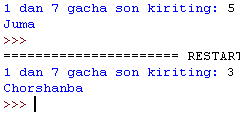 1 dan 7 gacha son kiriting: 5
Juma
>>>
====================== RESTART
1 dan 7 gacha son kiriting: 3
Chorshanba
>>>